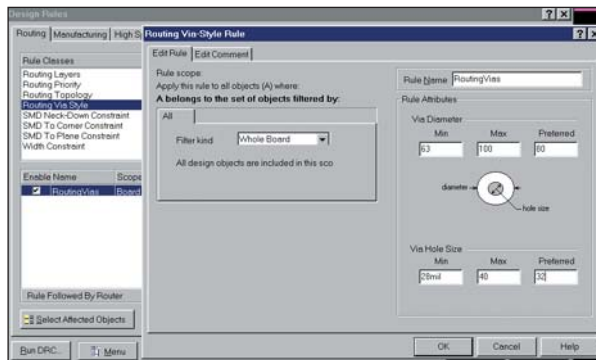 Design Rules
Routing Manufacturing High Sp
Rule Classes
Routing Layers
Routing Priority
Routing Topology
Routing Via Style
SMD Neck-Down Constraint
SMD To Corner Constraint
SMD To Plane Constraint
Width Constraint
Enable Name Scope
RoutingVias Board
Rule Followed By Router
Select Affected Objects
Run DRC... Menu
Routing Via-Style Rule
Edit Rule Edit Comment
Rule scope:
Apply this rule to all objects (A) where:
A belongs to the set of objects filtered by:
All
Filter kind Whole Board
All design objects are included in this sco
Rule Name RoutingVias
Rule Attributes
Via Diameter
Min Max Preferred
63 100 80
diameter
hole size
Via Hole Size
Min Max Preferred
28mil 40 32
OK Cancel Help